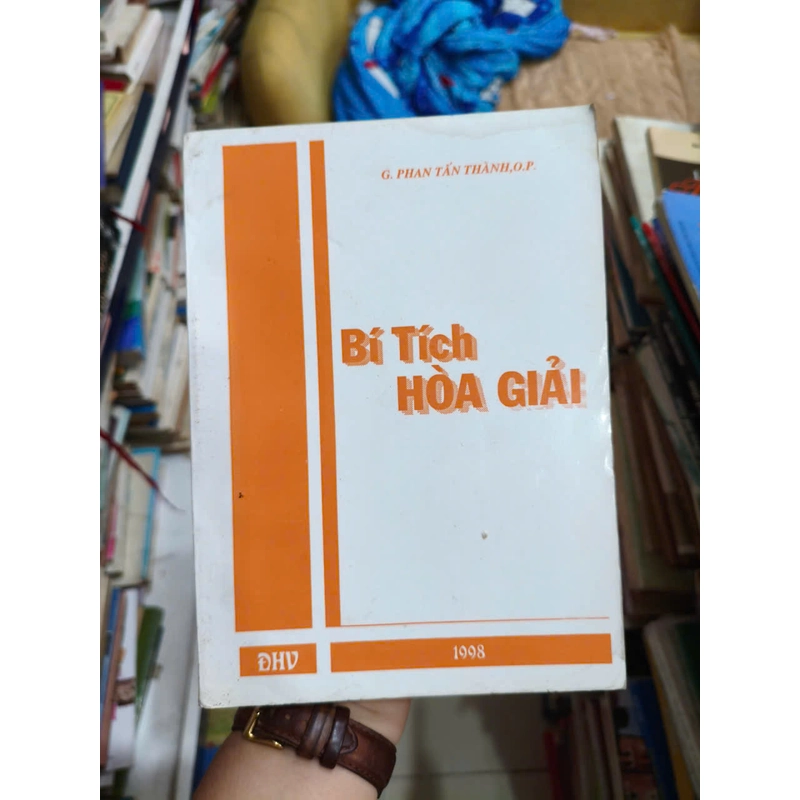 G. PHAN TẤN THÀNH,O.P.
Bí Tích
HÒA GIẢI
ĐHV
1998